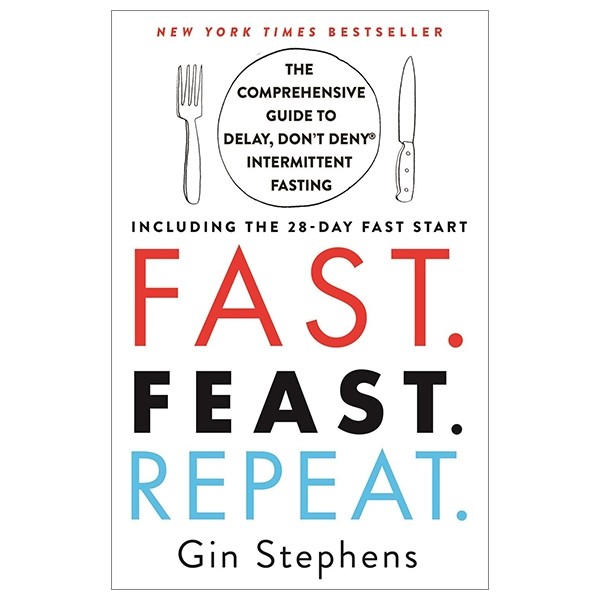 NEW YORK TIMES BESTSELLER
THE
COMPREHENSIVE
GUIDE TO
DELAY, DON'T DENY®
INTERMITTENT
FASTING
INCLUDING THE 28-DAY FAST START
FAST.
FEAST.
REPEAT.
Gin Stephens